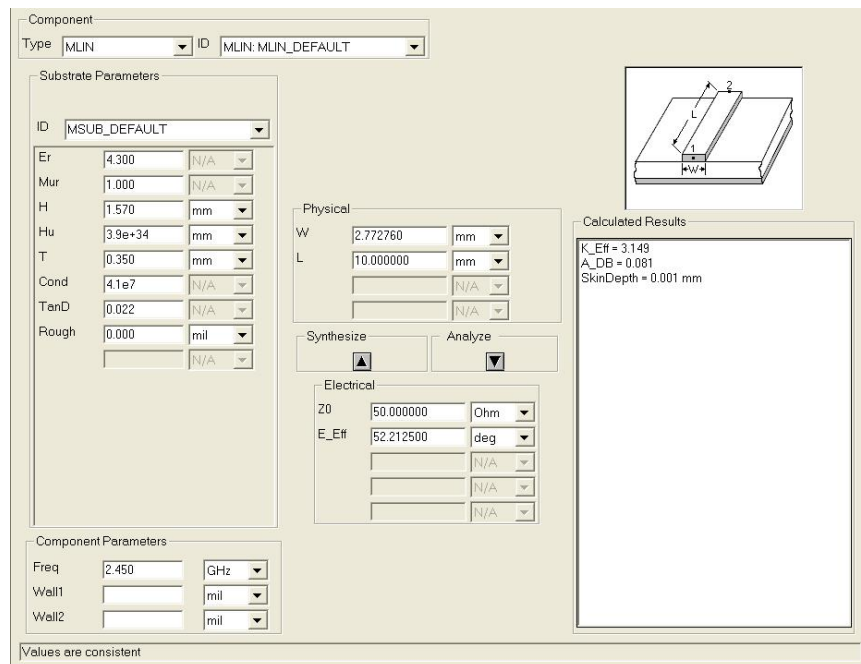 Component
Type MLIN ID MLIN: MLIN_DEFAULT
Substrate Parameters
ID MSUB_DEFAULT
Er 4.300 N/A
Mur 1.000 N/A
H 1.570 mm
Hu 3.9e+34 mm
T 0.350 mm
Cond 4.1e7 N/A
TanD 0.022 N/A
Rough 0.000 mil
N/A
Physical
W 2.772760 mm
L 10.000000 mm
N/A
N/A
Synthesize Analyze
Electrical
Z0 50.000000 Ohm
E_Eff 52.212500 deg
N/A
N/A
N/A
2
L
1
W
Calculated Results
K_Eff = 3.149
A_DB = 0.081
SkinDepth = 0.001 mm
Component Parameters
Freq 2.450 GHz
Wall1 mil
Wall2 mil
Values are consistent